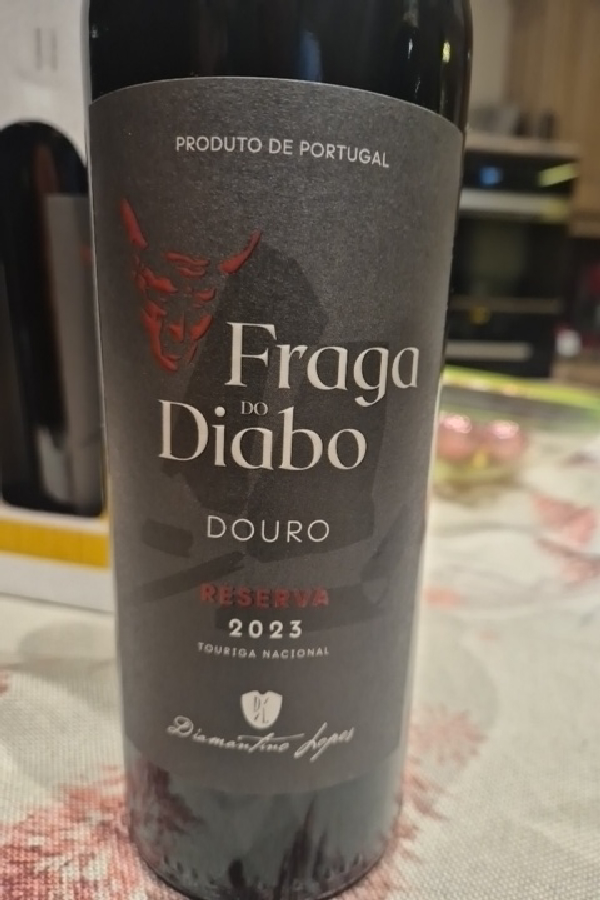 PRODUTO DE PORTUGAL
Fraga
DO
Diabo
DOURO
RESERVA
2023
TOURIGA NACIONAL
Diamantino Lopes